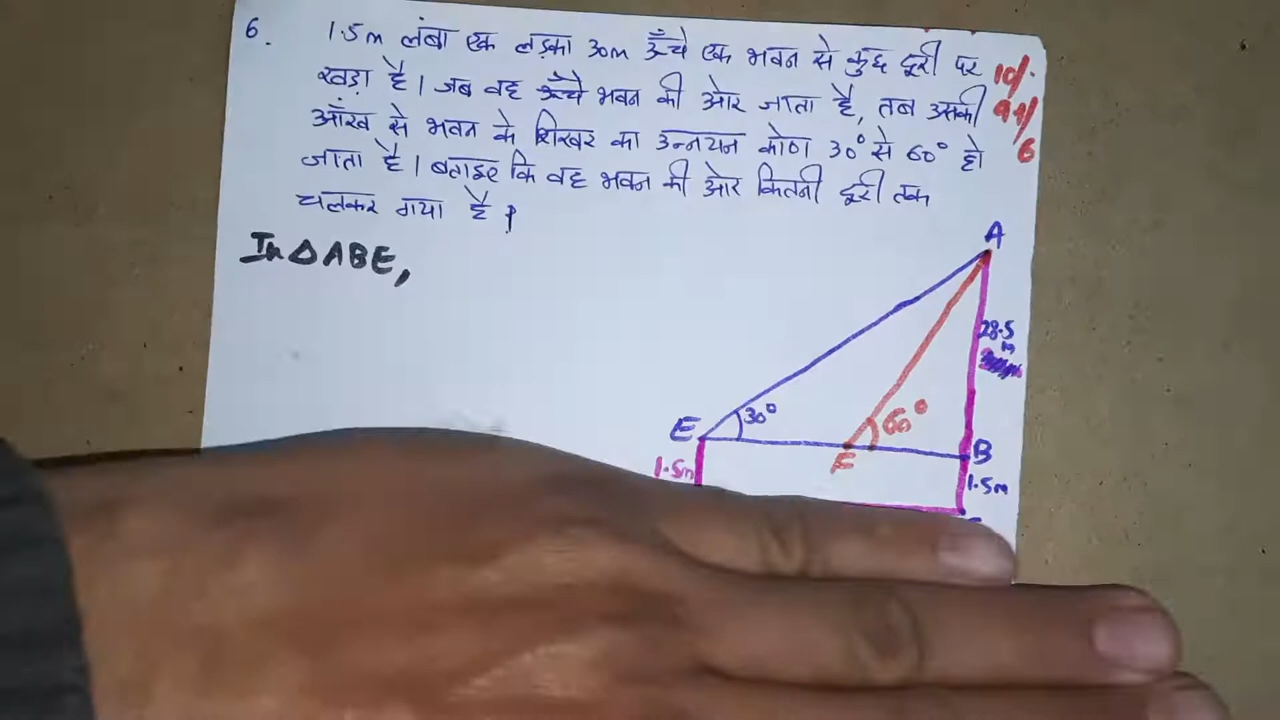 6. 1.5m लंबा एक लड़का 30m ऊँचे एक भवन से कुछ दूरी पर
खड़ा है। जब वह ऊँचे भवन की ओर जाता है, तब उसकी
आँख से भवन के शिखर का उन्नयन कोण 30° से 60° हो
जाता है। बताइए कि वह भवन की ओर कितनी दूरी तक
चलकर गया है?
10/.
9.1/
6
In △ABE,
A
28.5
m
30°
60°
E
F
B
1.5m
1.5m